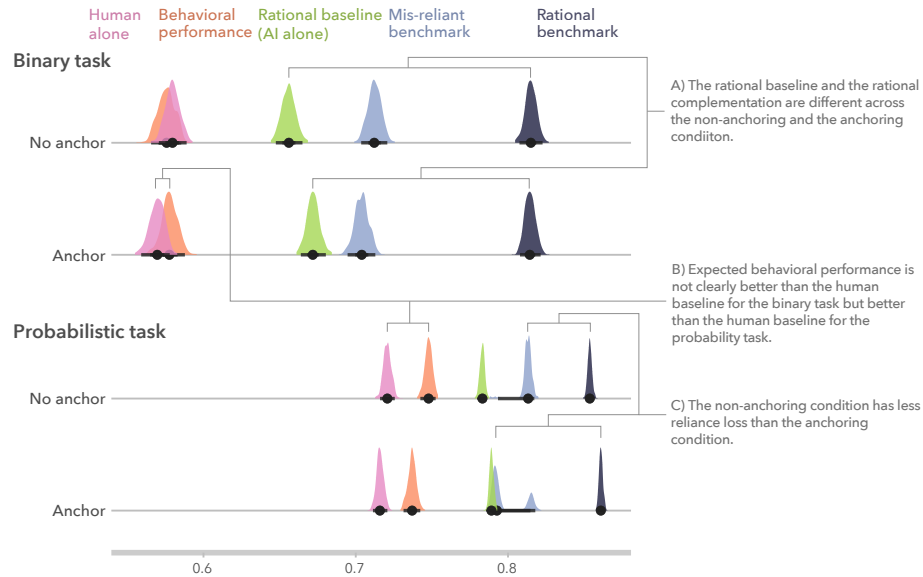 Human alone
Behavioral performance
Rational baseline (AI alone)
Mis-reliant benchmark
Rational benchmark
Binary task
A) The rational baseline and the rational
complementation are different across
the non-anchoring and the anchoring
condiiton.
No anchor
Anchor
B) Expected behavioral performance is
not clearly better than the human
baseline for the binary task but better
than the human baseline for the
probability task.
Probabilistic task
No anchor
C) The non-anchoring condition has less
reliance loss than the anchoring
condition.
Anchor
0.6
0.7
0.8